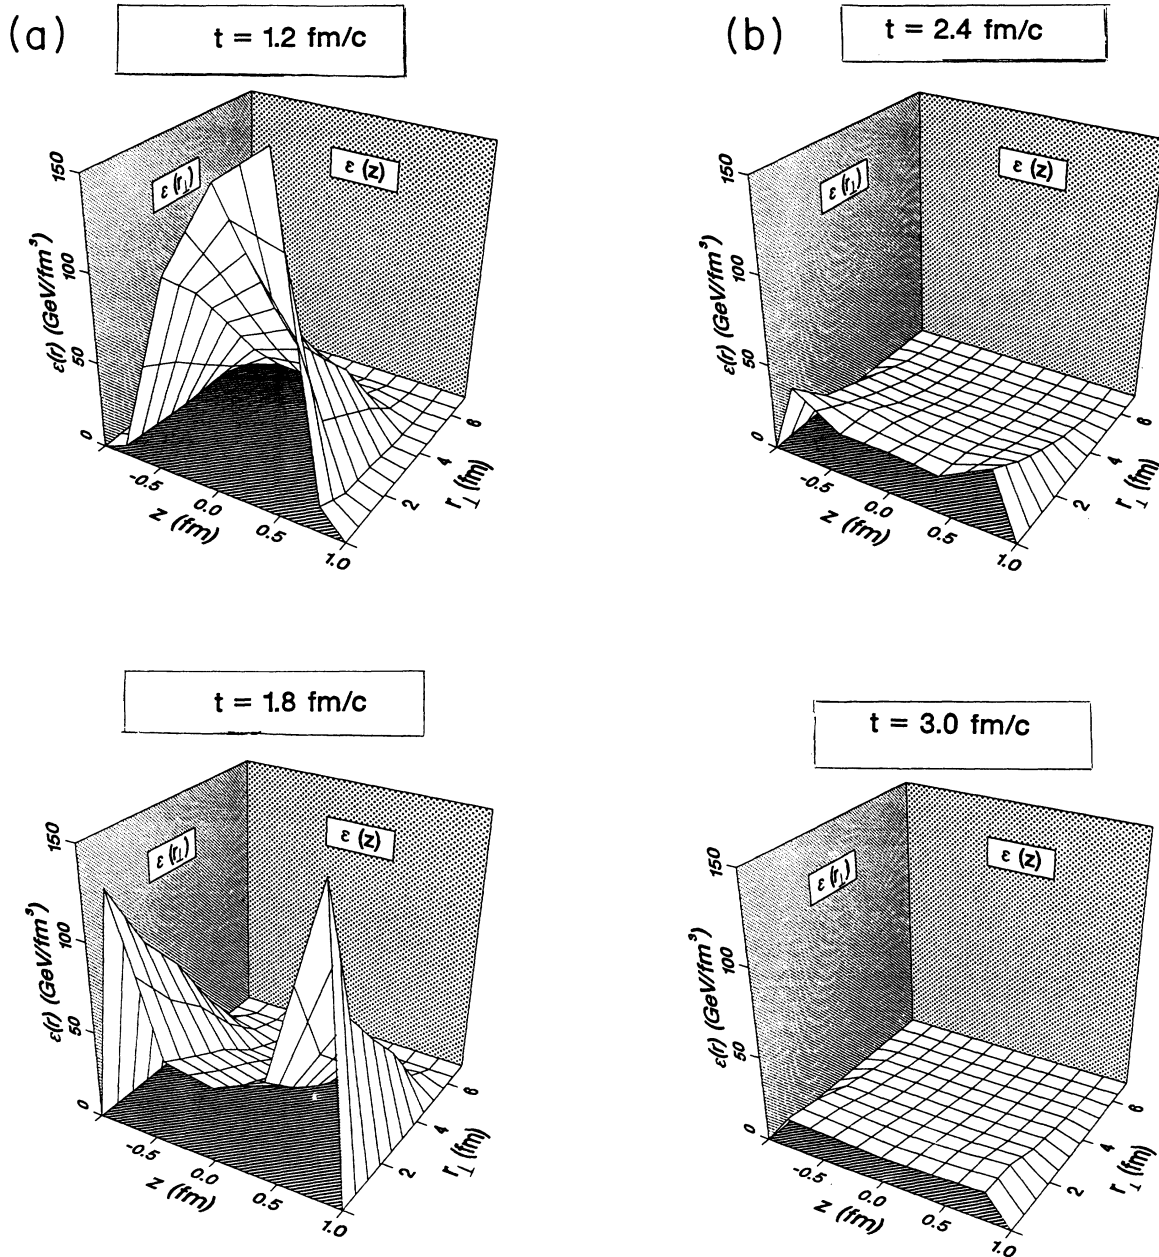 (a)
t = 1.2 fm/c
ε (r⊥)
ε (z)
ε(r) (GeV/fm³)
150
100
50
0
-0.5
0.0
0.5
1.0
z (fm)
2
4
6
r⊥ (fm)
(b)
t = 2.4 fm/c
ε (r⊥)
ε (z)
ε(r) (GeV/fm³)
150
100
50
0
-0.5
0.0
0.5
1.0
z (fm)
2
4
6
r⊥ (fm)
t = 1.8 fm/c
ε (r⊥)
ε (z)
ε(r) (GeV/fm³)
150
100
50
0
-0.5
0.0
0.5
1.0
z (fm)
2
4
6
r⊥ (fm)
t = 3.0 fm/c
ε (r⊥)
ε (z)
ε(r) (GeV/fm³)
150
100
50
0
-0.5
0.0
0.5
1.0
z (fm)
2
4
6
r⊥ (fm)